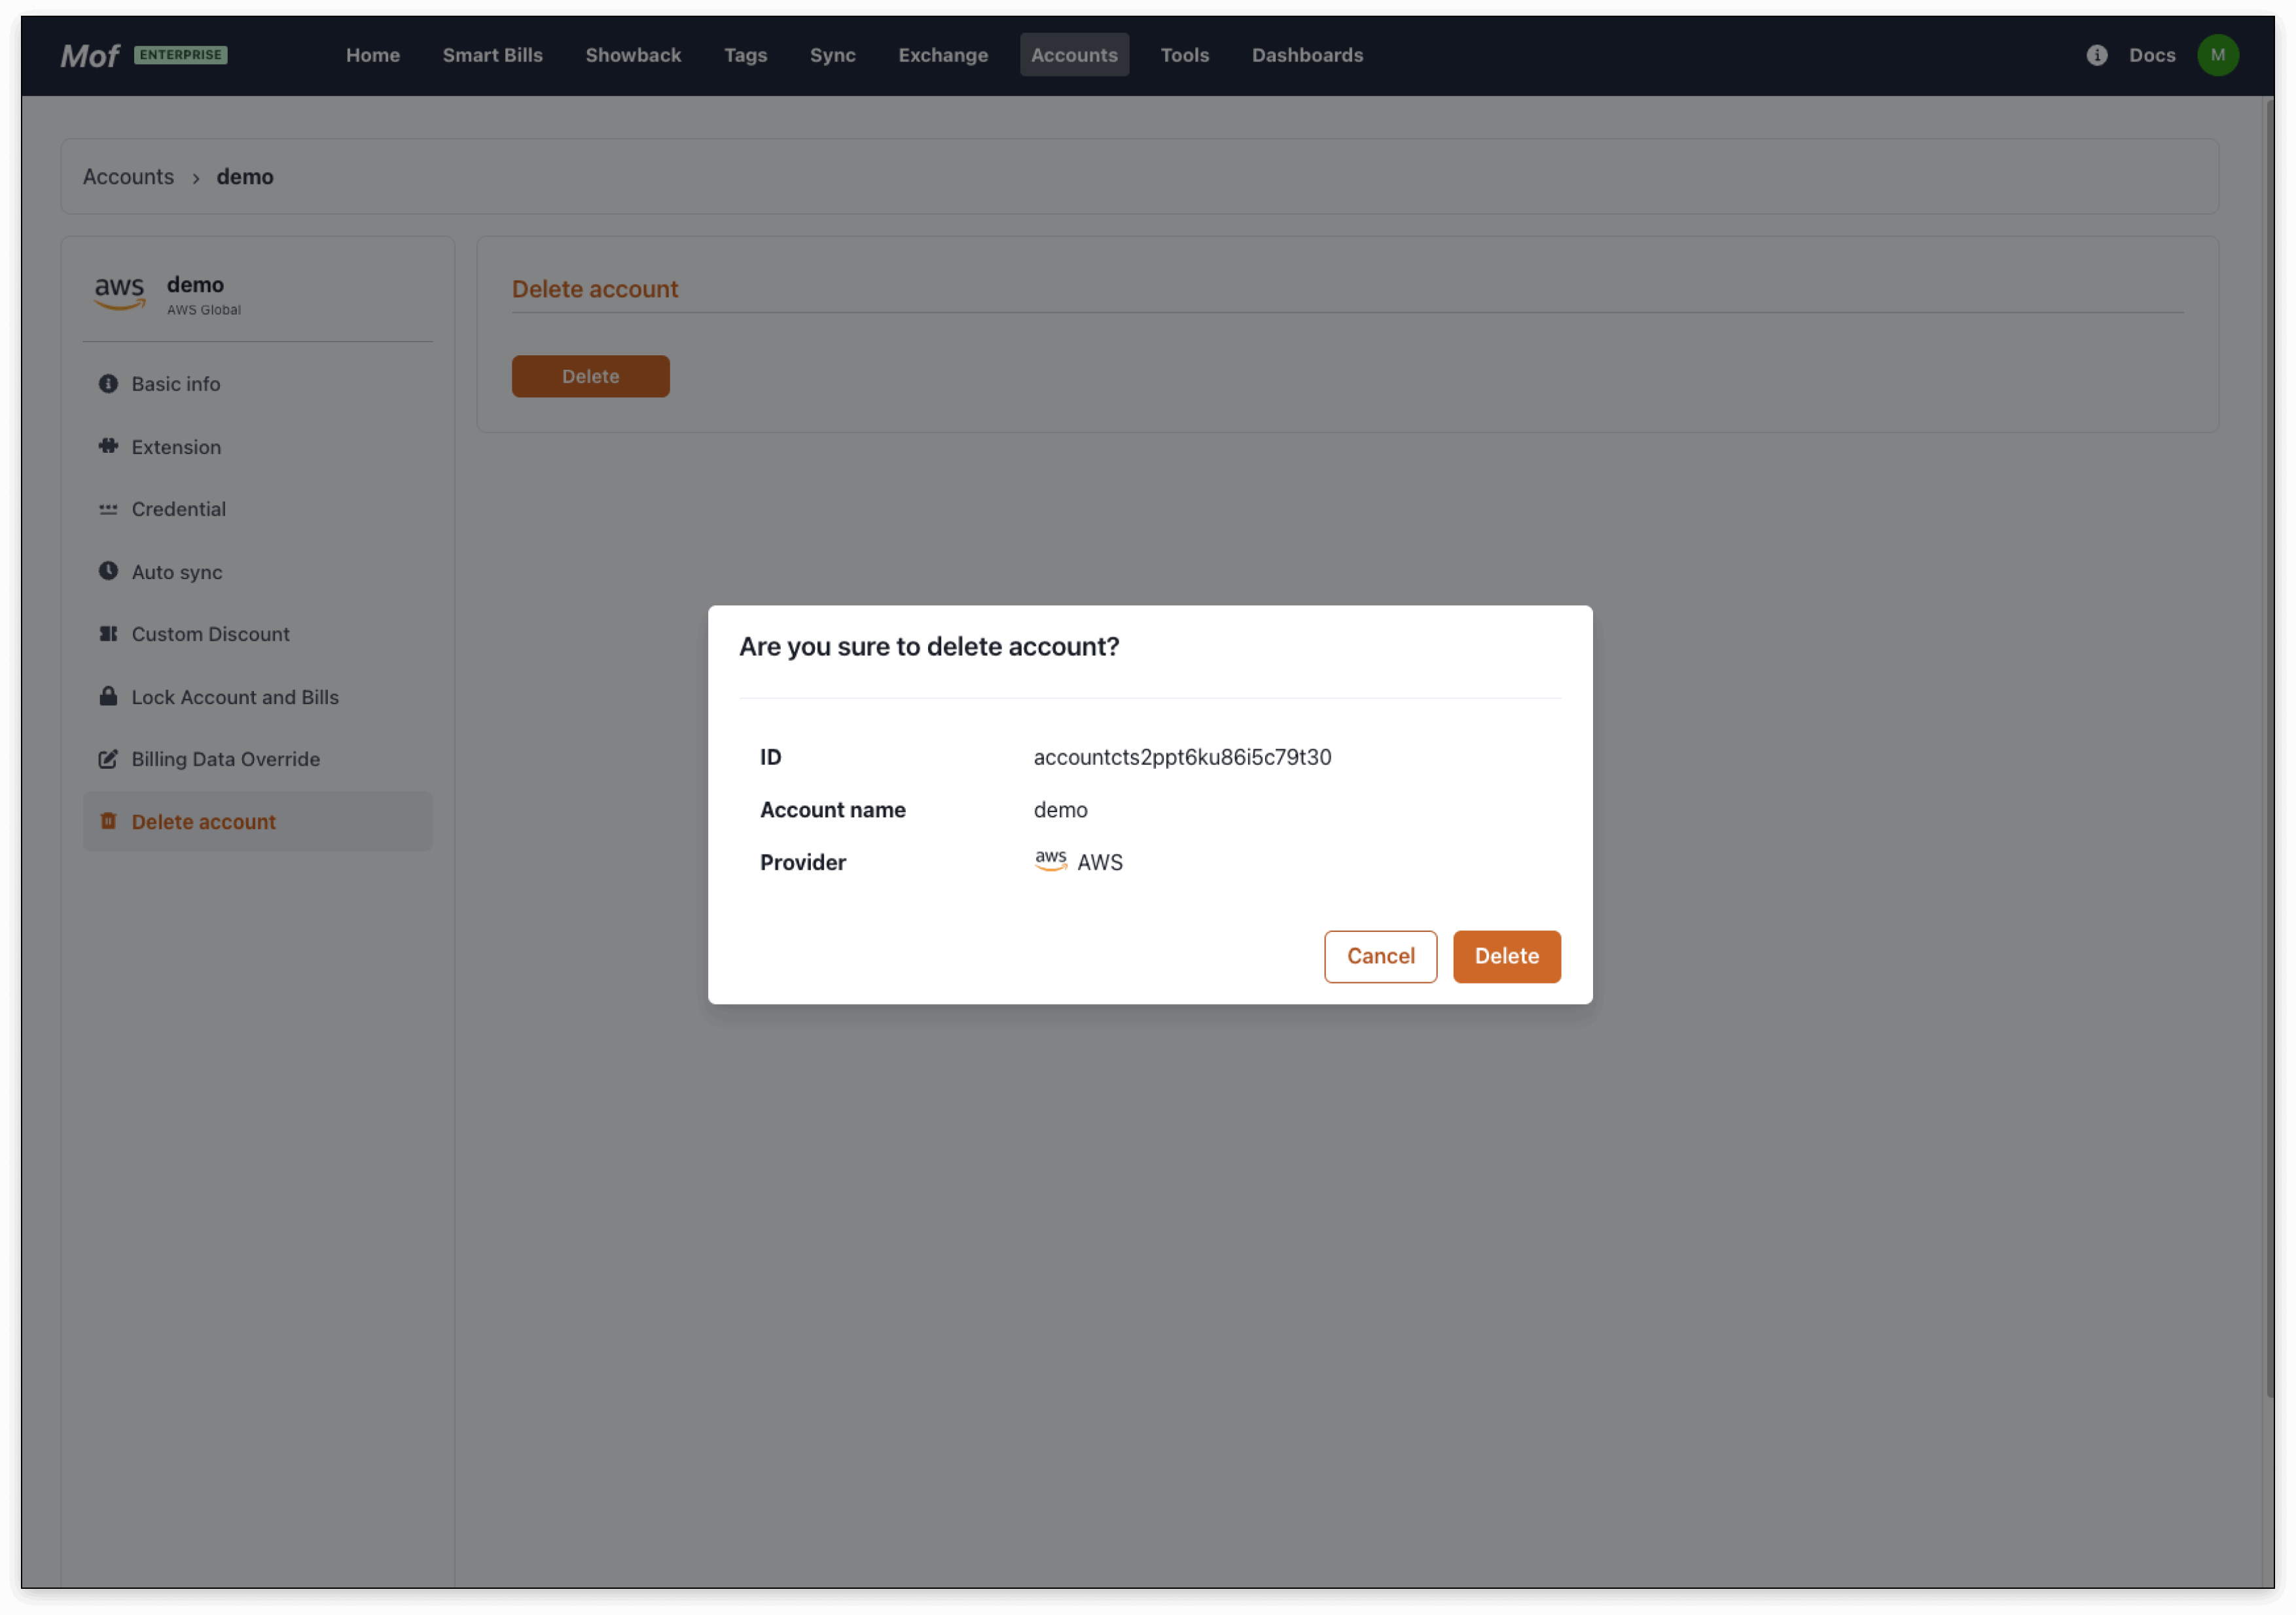 Mof ENTERPRISE Home Smart Bills Showback Tags Sync Exchange Accounts Tools Dashboards Docs M
Accounts > demo
aws demo
AWS Global
Basic info
Extension
Credential
Auto sync
Custom Discount
Lock Account and Bills
Billing Data Override
Delete account
Delete account
Delete
Are you sure to delete account?
ID accountcts2ppt6ku86i5c79t30
Account name demo
Provider aws AWS
Cancel Delete